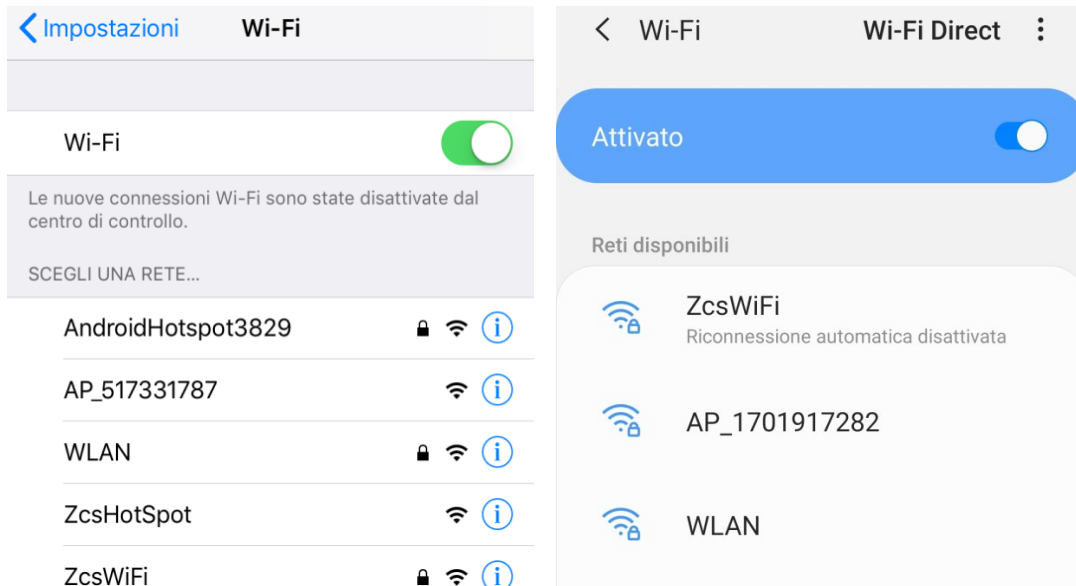 Impostazioni Wi-Fi
Wi-Fi
Le nuove connessioni Wi-Fi sono state disattivate dal
centro di controllo.
SCEGLI UNA RETE...
AndroidHotspot3829
AP_517331787
WLAN
ZcsHotSpot
ZcsWiFi
Wi-Fi Wi-Fi Direct
Attivato
Reti disponibili
ZcsWiFi
Riconnessione automatica disattivata
AP_1701917282
WLAN